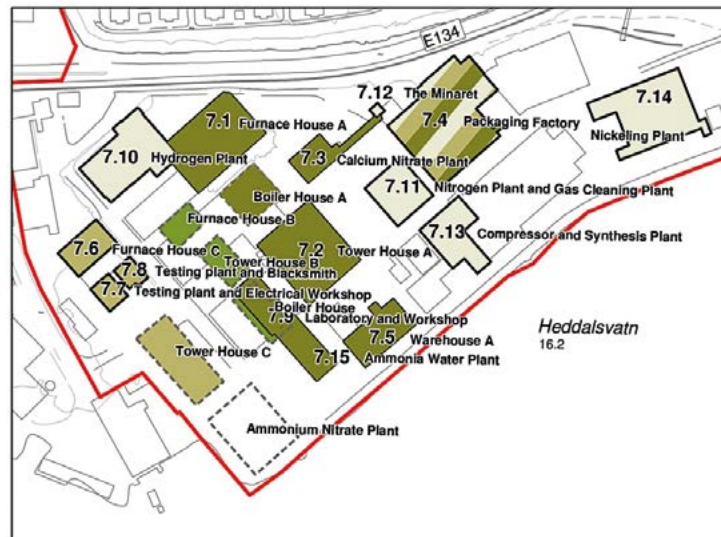 E134
7.12
The Minaret
7.1
Furnace House A
7.4
Packaging Factory
7.14
Nickeling Plant
7.10
Hydrogen Plant
7.3
Calcium Nitrate Plant
7.11
Nitrogen Plant and Gas Cleaning Plant
Boiler House A
Furnace House B
7.13
Compressor and Synthesis Plant
7.6
Furnace House C
7.2
Tower House A
Tower House B
7.8
Testing plant and Blacksmith
7.7
Testing plant and Electrical Workshop
Boiler House
7.9
Laboratory and Workshop
7.5
Warehouse A
7.15
Ammonia Water Plant
Tower House C
Ammonium Nitrate Plant
Heddalsvatn
16.2